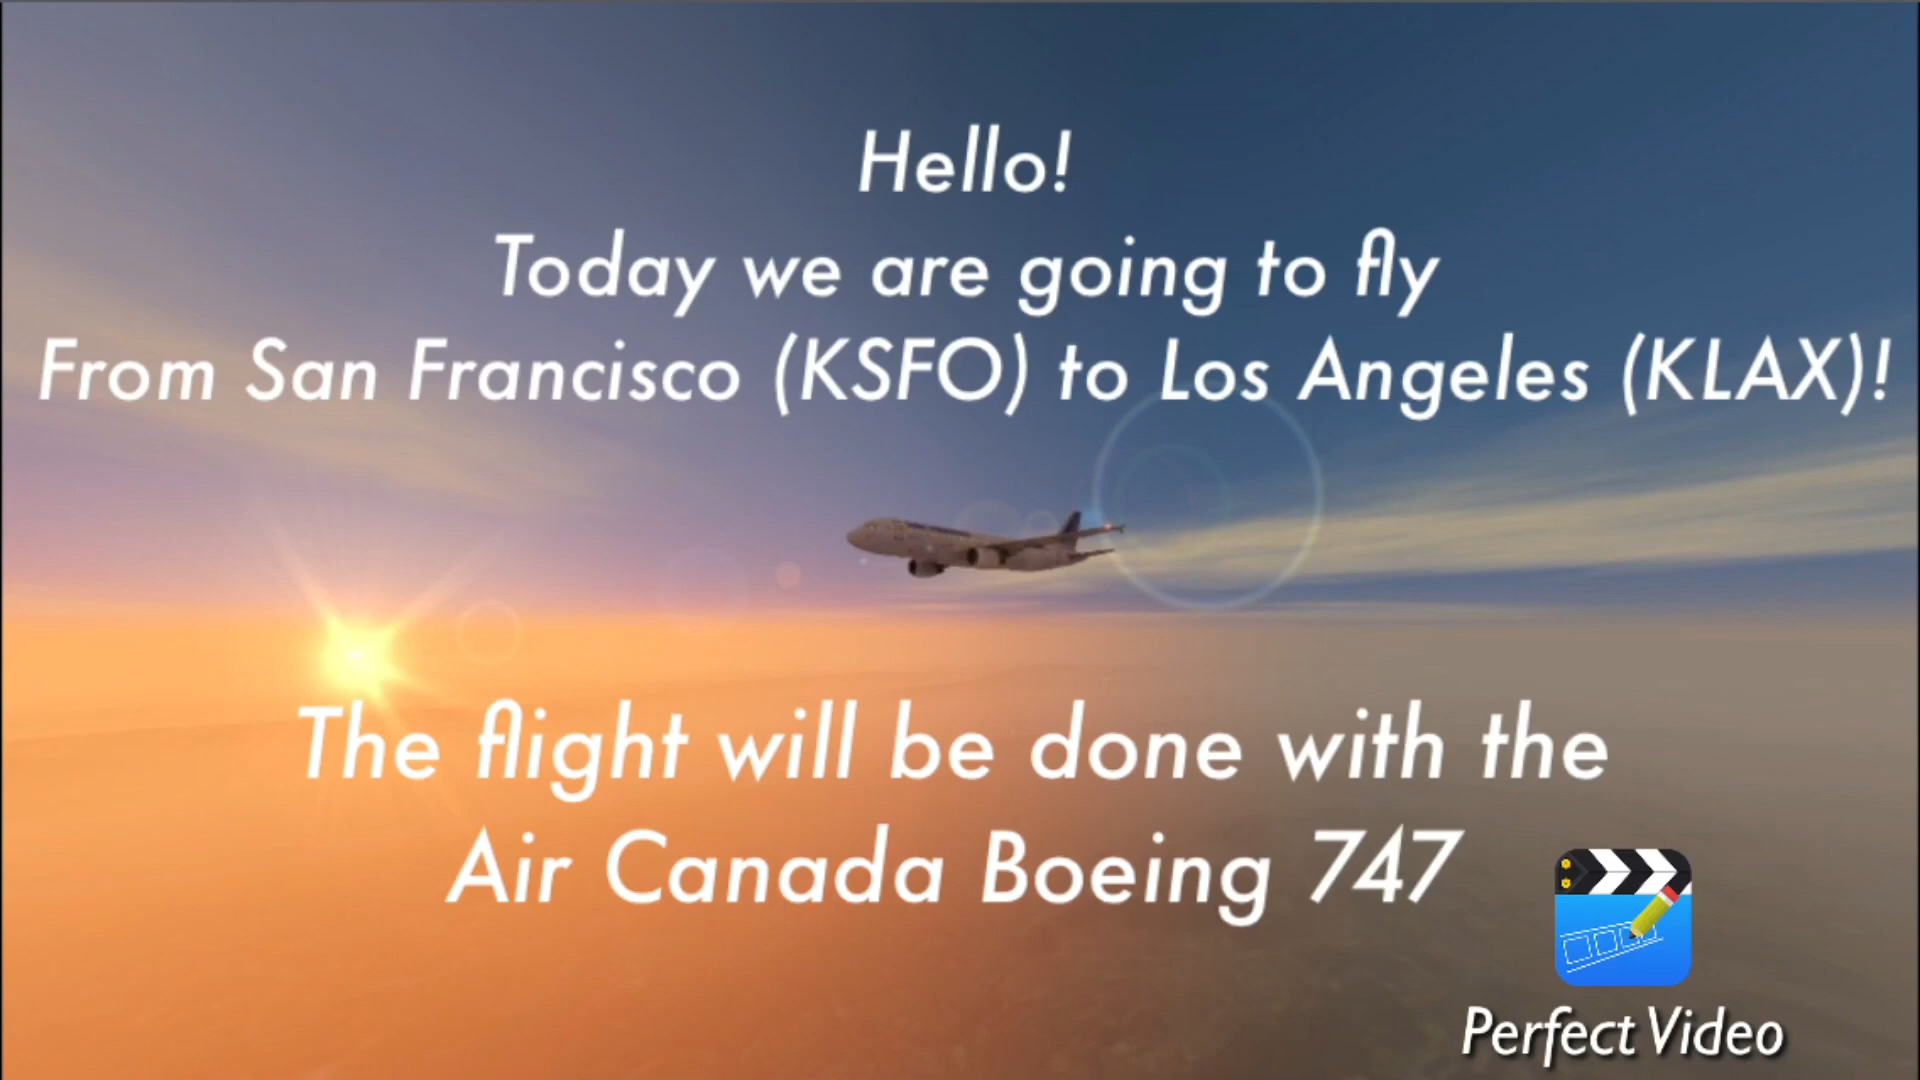 Hello!
Today we are going to fly
From San Francisco (KSFO) to Los Angeles (KLAX)!
The flight will be done with the
Air Canada Boeing 747
Perfect Video